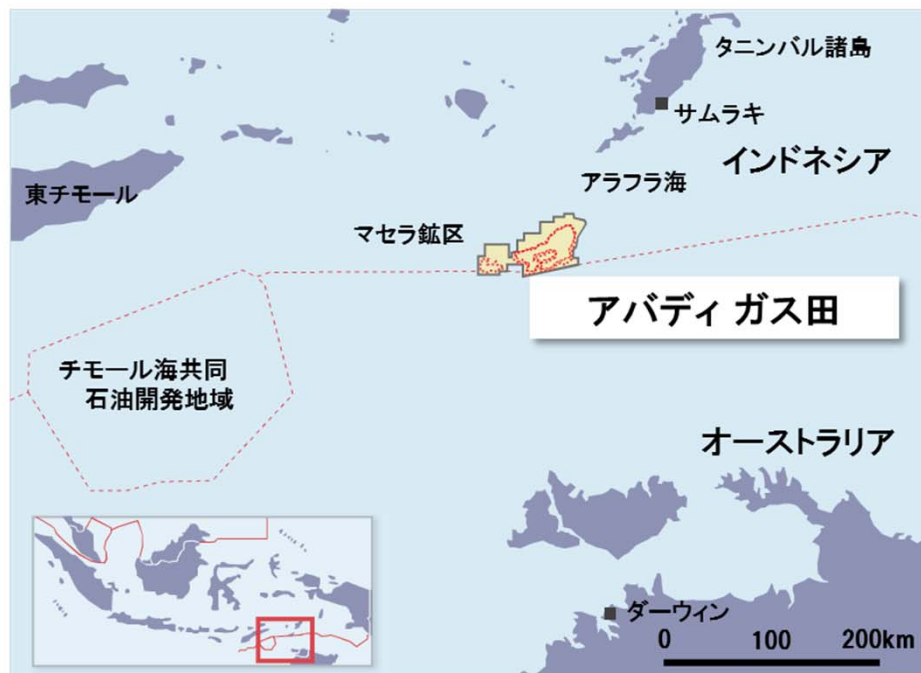 タニンバル諸島
サムラキ
インドネシア
アラフラ海
東チモール
マセラ鉱区
アバディ ガス田
チモール海共同
石油開発地域
オーストラリア
ダーウィン
0 100 200km